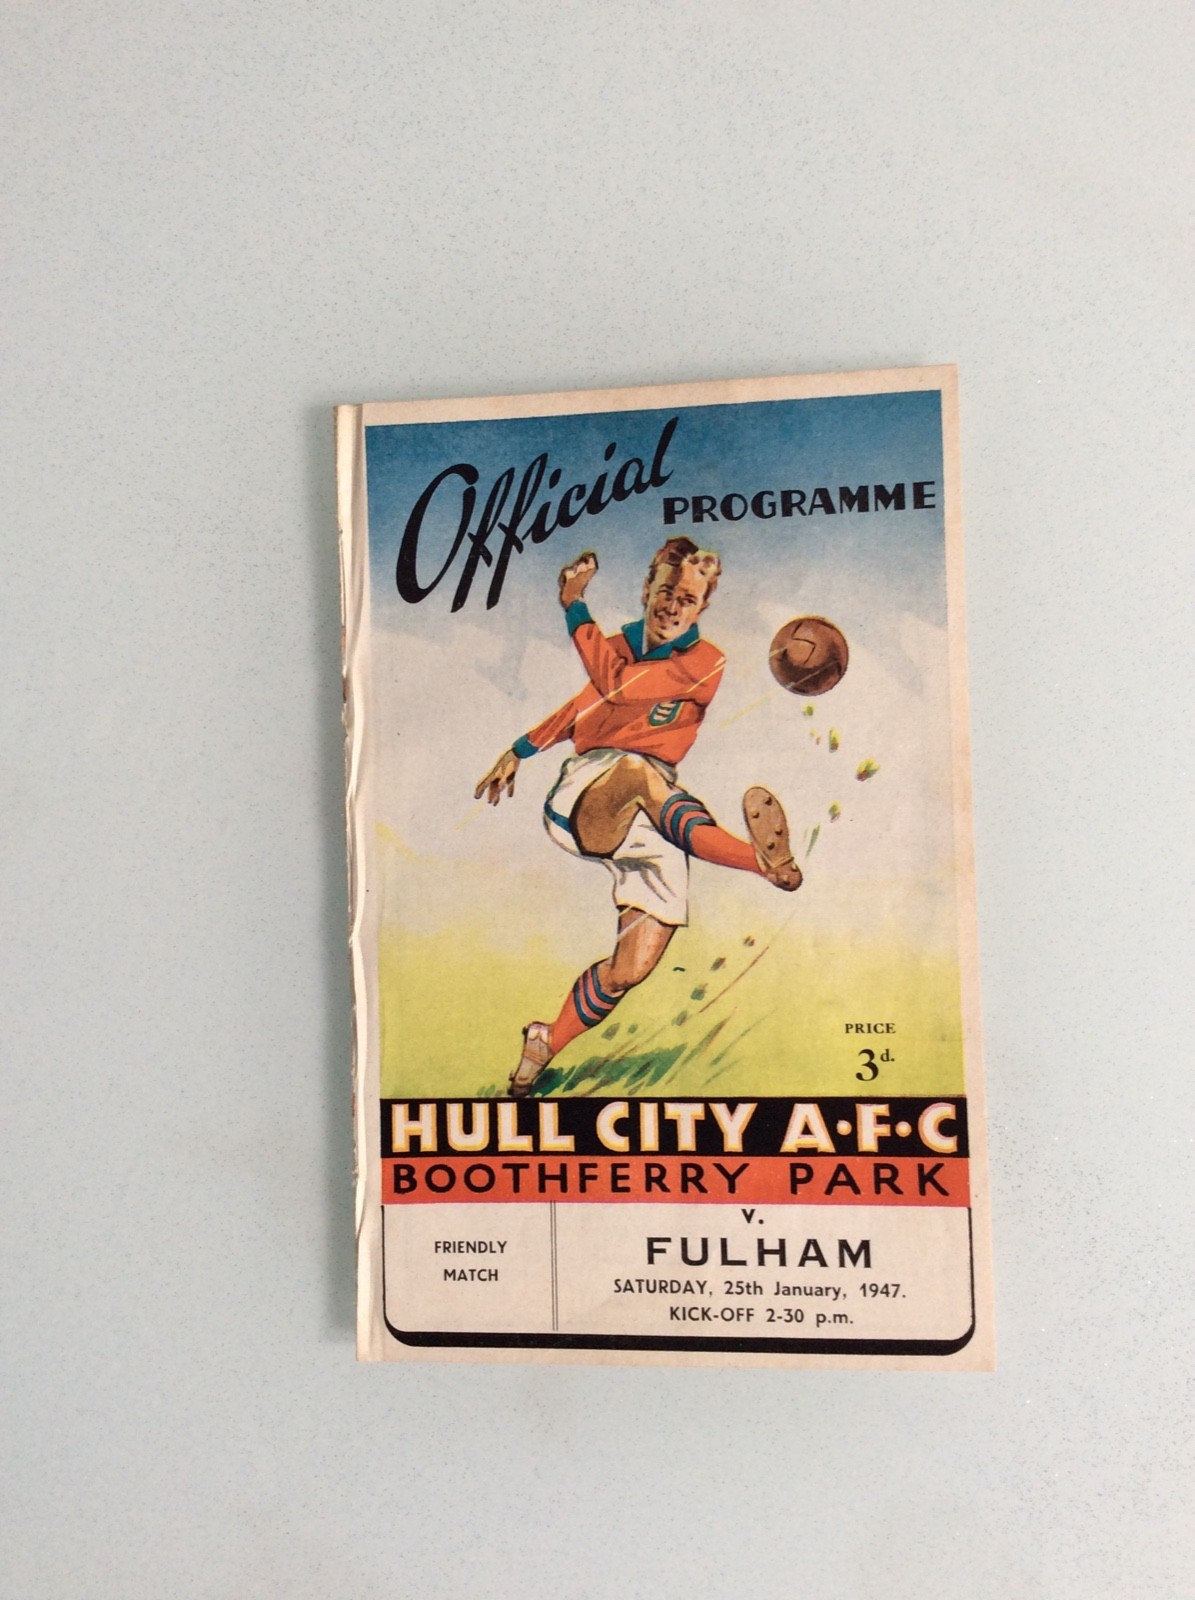 Official PROGRAMME
PRICE
3d.
HULL CITY A·F·C
BOOTHFERRY PARK
FRIENDLY
MATCH
v.
FULHAM
SATURDAY, 25th January, 1947.
KICK-OFF 2-30 p.m.